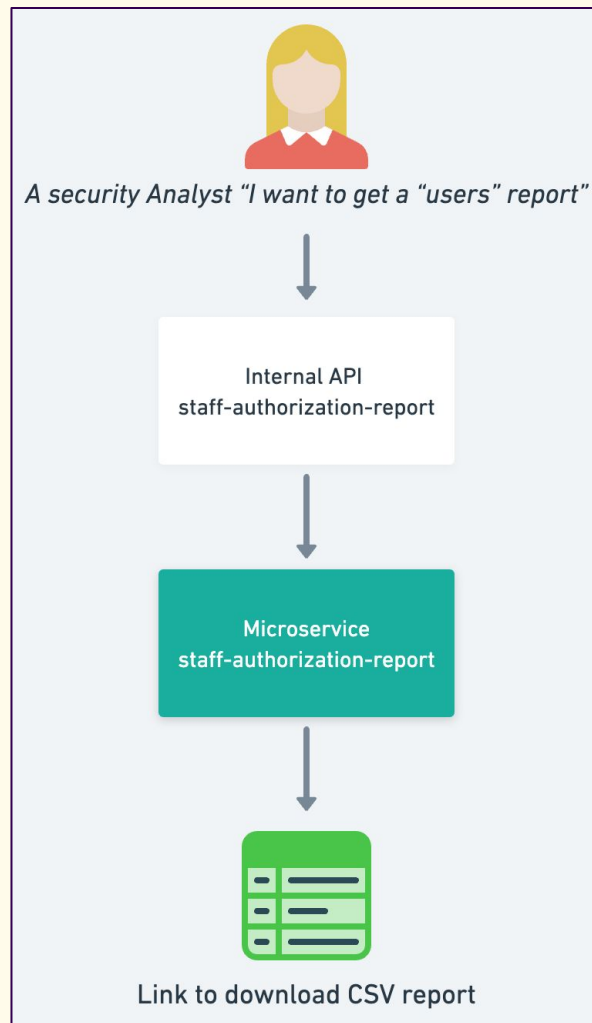 A security Analyst “I want to get a “users” report”
Internal API
staff-authorization-report
Microservice
staff-authorization-report
Link to download CSV report